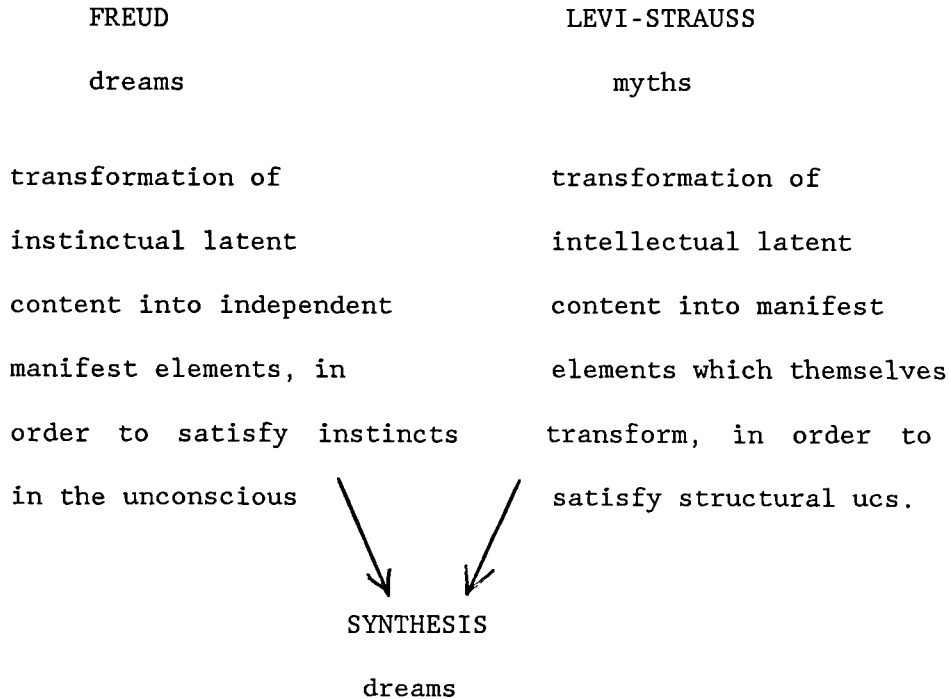 FREUD
dreams
transformation of
instinctual latent
content into independent
manifest elements, in
order to satisfy instincts
in the unconscious
LEVI-STRAUSS
myths
transformation of
intellectual latent
content into manifest
elements which themselves
transform, in order to
satisfy structural ucs.
SYNTHESIS
dreams